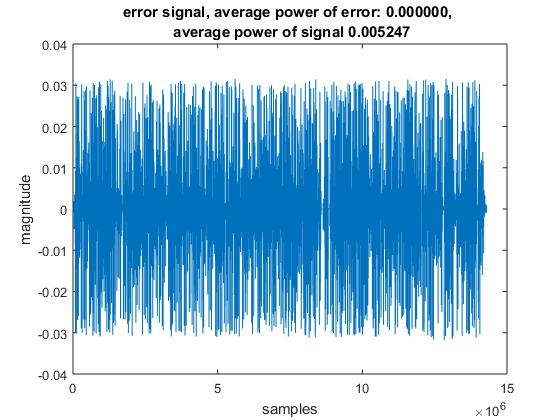 error signal, average power of error: 0.000000,
average power of signal 0.005247
0.04
0.03
0.02
0.01
0
-0.01
-0.02
-0.03
-0.04
magnitude
0 5 10 15
samples
×10^6